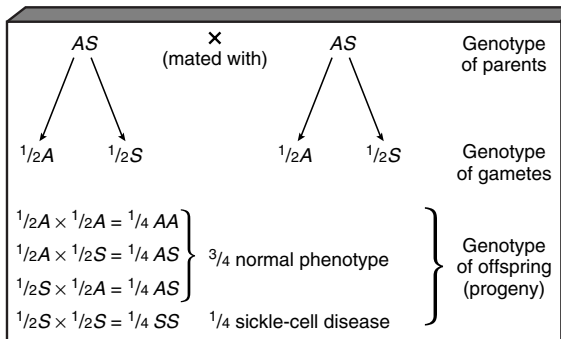 AS × AS Genotype
(mated with) of parents
1/2A 1/2S 1/2A 1/2S Genotype
of gametes
1/2A × 1/2A = 1/4 AA
1/2A × 1/2S = 1/4 AS
3/4 normal phenotype
1/2S × 1/2A = 1/4 AS
1/2S × 1/2S = 1/4 SS 1/4 sickle-cell disease
Genotype
of offspring
(progeny)